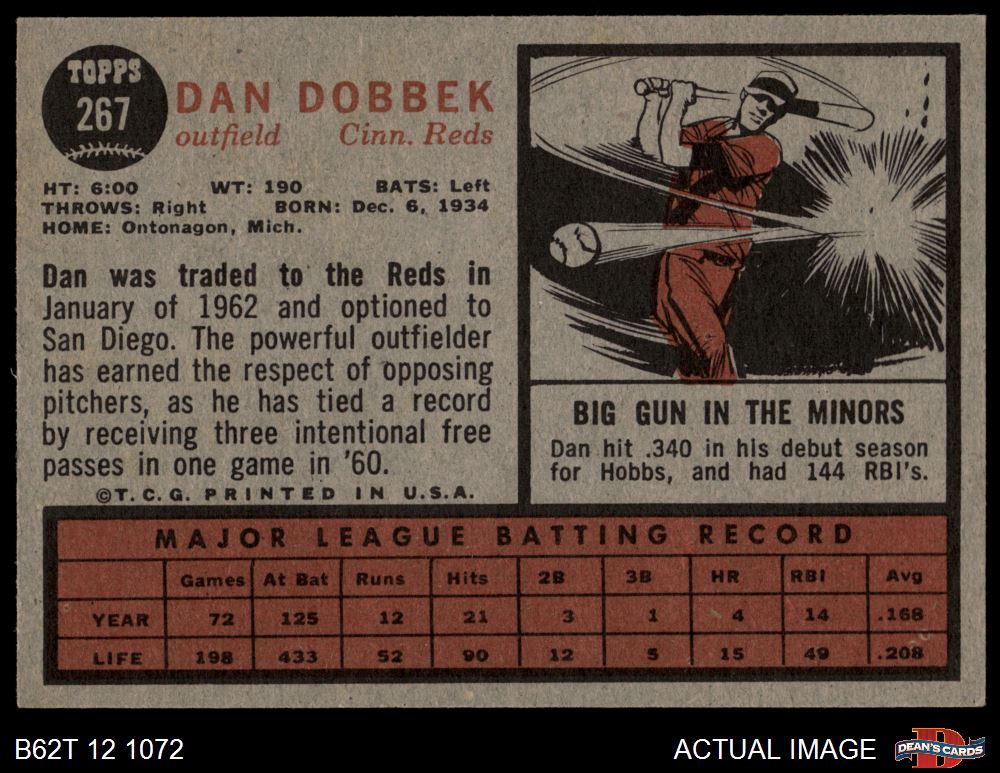 TOPPS
267
DAN DOBBEK
outfield Cinn. Reds
HT: 6:00 WT: 190 BATS: Left
THROWS: Right BORN: Dec. 6, 1934
HOME: Ontonagon, Mich.
Dan was traded to the Reds in
January of 1962 and optioned to
San Diego. The powerful outfielder
has earned the respect of opposing
pitchers, as he has tied a record
by receiving three intentional free
passes in one game in '60.
©T.C.G. PRINTED IN U.S.A.
BIG GUN IN THE MINORS
Dan hit .340 in his debut season
for Hobbs, and had 144 RBI's.
MAJOR LEAGUE BATTING RECORD
Games At Bat Runs Hits 2B 3B HR RBI Avg
YEAR 72 125 12 21 3 1 4 14 .168
LIFE 198 433 52 90 12 5 15 49 .208
B62T 12 1072 ACTUAL IMAGE DEAN'S CARDS